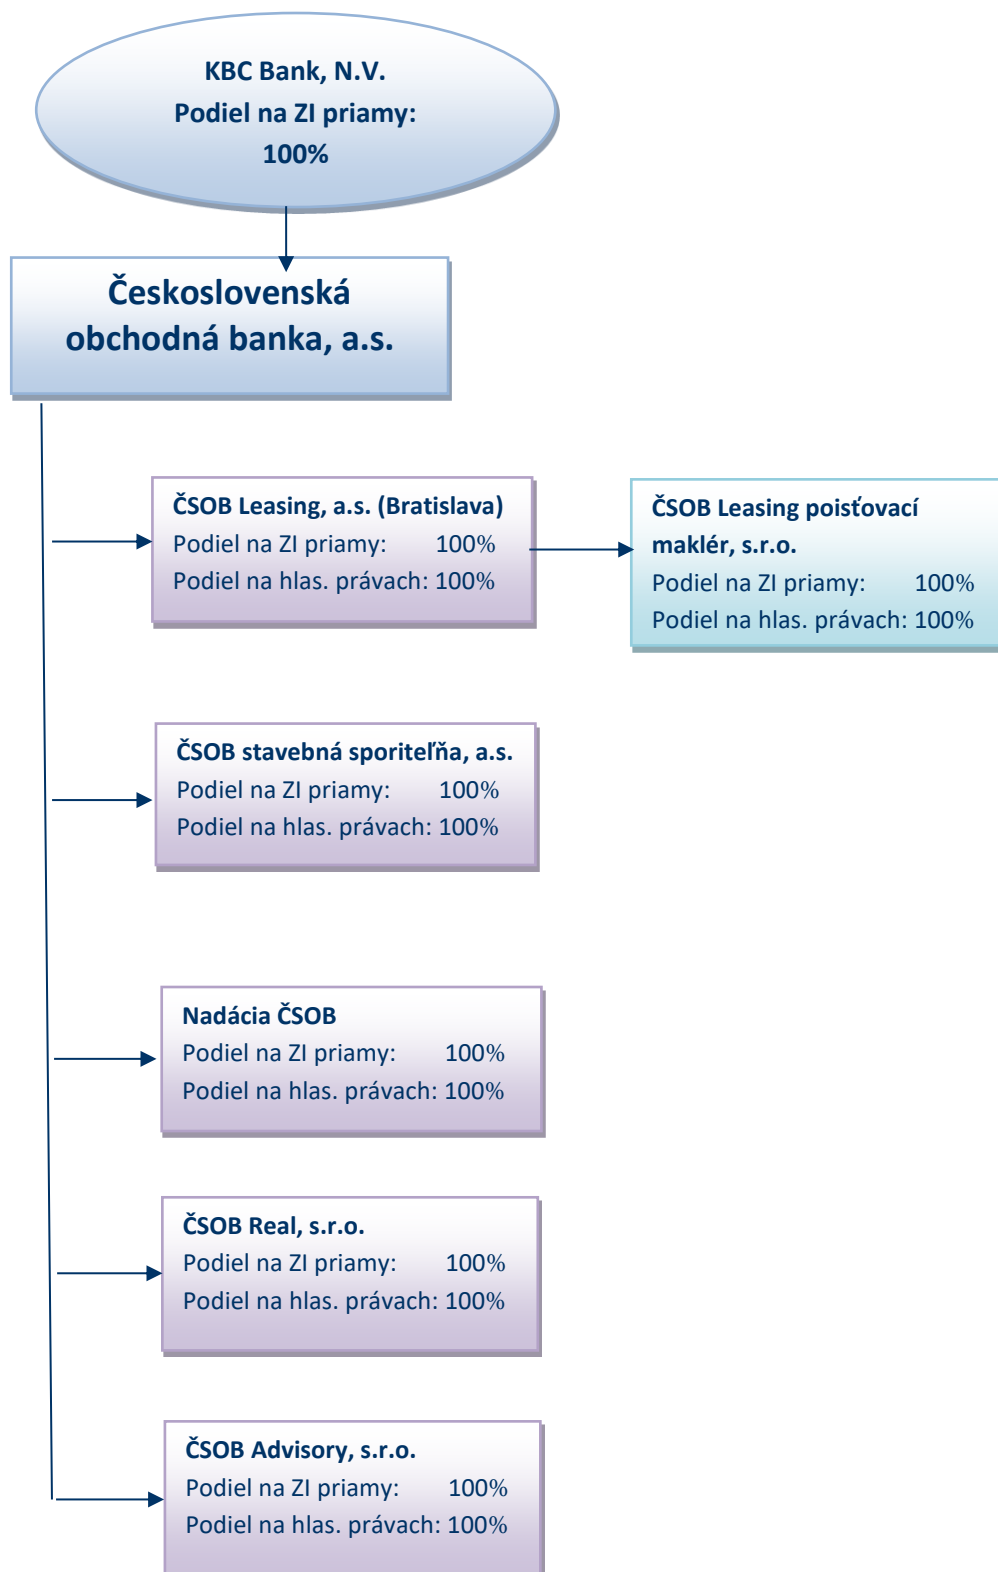 KBC Bank, N.V.
Podiel na ZI priamy:
100%
Československá
obchodná banka, a.s.
ČSOB Leasing, a.s. (Bratislava)
Podiel na ZI priamy: 100%
Podiel na hlas. právach: 100%
ČSOB Leasing poisťovací
maklér, s.r.o.
Podiel na ZI priamy: 100%
Podiel na hlas. právach: 100%
ČSOB stavebná sporiteľňa, a.s.
Podiel na ZI priamy: 100%
Podiel na hlas. právach: 100%
Nadácia ČSOB
Podiel na ZI priamy: 100%
Podiel na hlas. právach: 100%
ČSOB Real, s.r.o.
Podiel na ZI priamy: 100%
Podiel na hlas. právach: 100%
ČSOB Advisory, s.r.o.
Podiel na ZI priamy: 100%
Podiel na hlas. právach: 100%